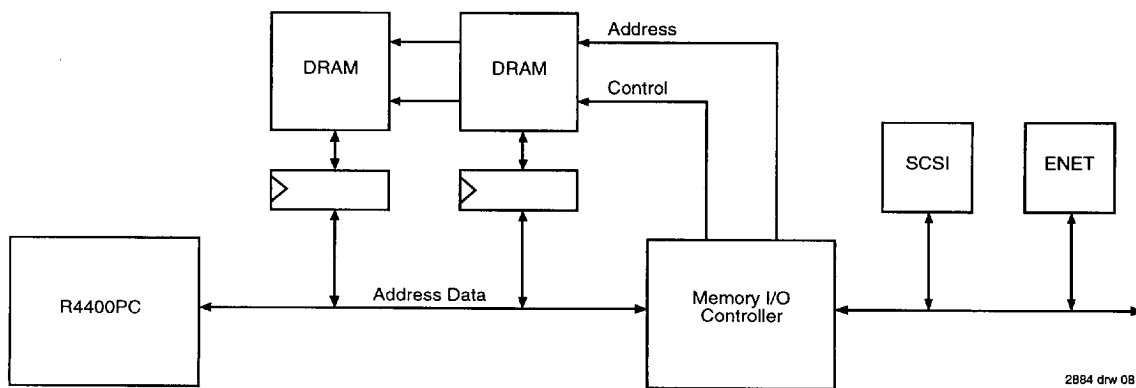 Address
DRAM
DRAM
Control
SCSI
ENET
R4400PC
Address Data
Memory I/O
Controller
2884 drw 08